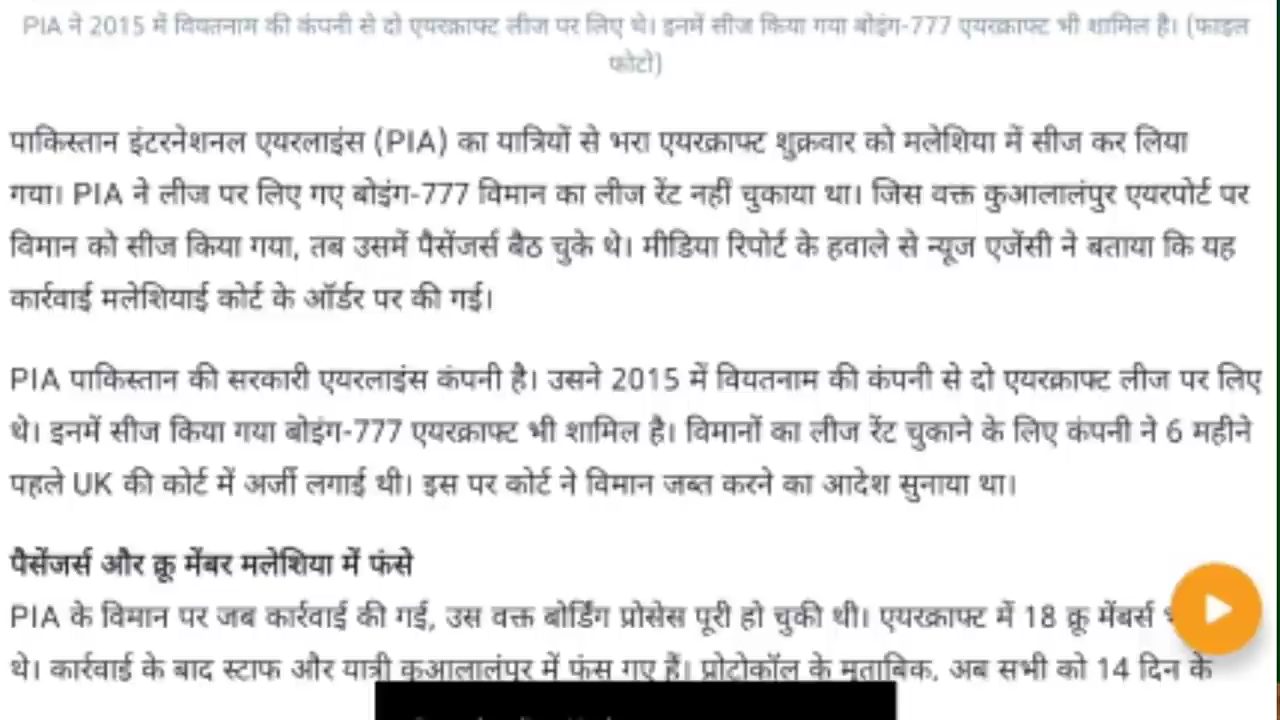 PIA ने 2015 में वियतनाम की कंपनी से दो एयरक्राफ्ट लीज पर लिए थे। इनमें सीज किया गया बोइंग-777 एयरक्राफ्ट भी शामिल है। (फाइल
फोटो)
पाकिस्तान इंटरनेशनल एयरलाइंस (PIA) का यात्रियों से भरा एयरक्राफ्ट शुक्रवार को मलेशिया में सीज कर लिया
गया। PIA ने लीज पर लिए गए बोइंग-777 विमान का लीज रेंट नहीं चुकाया था। जिस वक्त कुआलालंपुर एयरपोर्ट पर
विमान को सीज किया गया, तब उसमें पैसेंजर्स बैठ चुके थे। मीडिया रिपोर्ट के हवाले से न्यूज एजेंसी ने बताया कि यह
कार्रवाई मलेशियाई कोर्ट के ऑर्डर पर की गई।
PIA पाकिस्तान की सरकारी एयरलाइंस कंपनी है। उसने 2015 में वियतनाम की कंपनी से दो एयरक्राफ्ट लीज पर लिए
थे। इनमें सीज किया गया बोइंग-777 एयरक्राफ्ट भी शामिल है। विमानों का लीज रेंट चुकाने के लिए कंपनी ने 6 महीने
पहले UK की कोर्ट में अर्जी लगाई थी। इस पर कोर्ट ने विमान जब्त करने का आदेश सुनाया था।
पैसेंजर्स और क्रू मेंबर मलेशिया में फंसे
PIA के विमान पर जब कार्रवाई की गई, उस वक्त बोर्डिंग प्रोसेस पूरी हो चुकी थी। एयरक्राफ्ट में 18 क्रू मेंबर्स
थे। कार्रवाई के बाद स्टाफ और यात्री कुआलालंपुर में फंस गए हैं। प्रोटोकॉल के मुताबिक, अब सभी को 14 दिन के